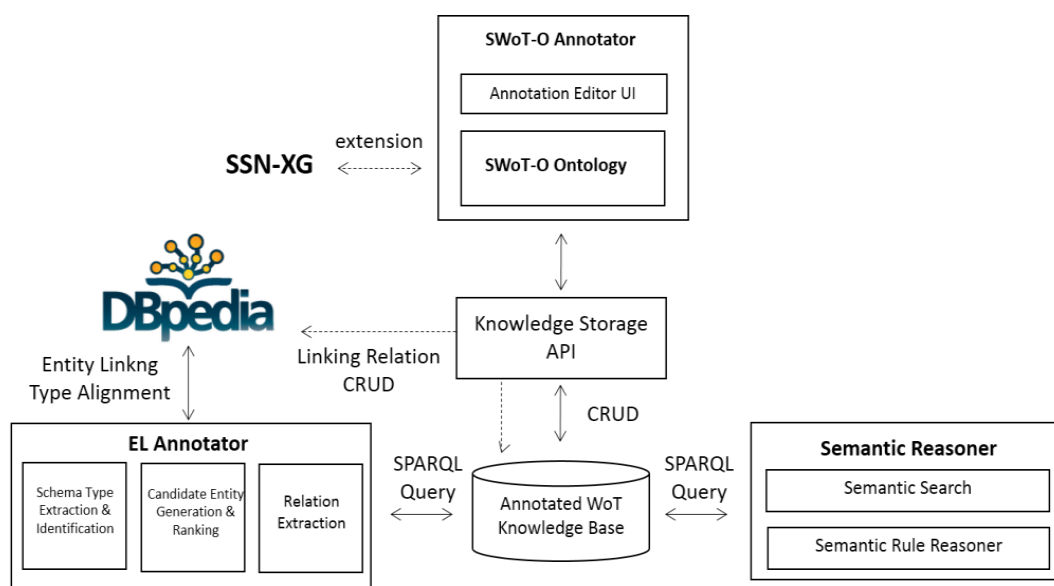 SWoT-O Annotator
Annotation Editor UI
SWoT-O Ontology
extension
SSN-XG
DBpedia
Knowledge Storage
API
Linking Relation
CRUD
Entity Linkng
Type Alignment
CRUD
EL Annotator
Schema Type
Extraction &
Identification
Candidate Entity
Generation &
Ranking
Relation
Extraction
SPARQL
Query
Annotated WoT
Knowledge Base
SPARQL
Query
Semantic Reasoner
Semantic Search
Semantic Rule Reasoner